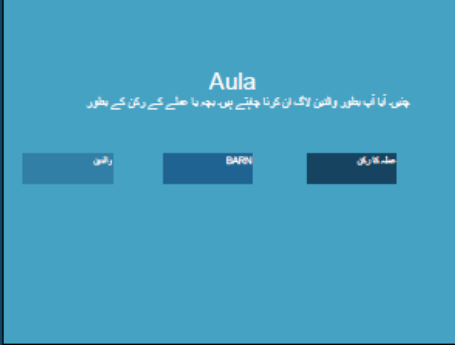 Aula
چنیں۔ آیا آپ بطور والدین لاگ ان کرنا چاہتے ہیں۔ بچہ یا عملے کے رکن کے بطور
والدین
BARN
عملہ کا رکن